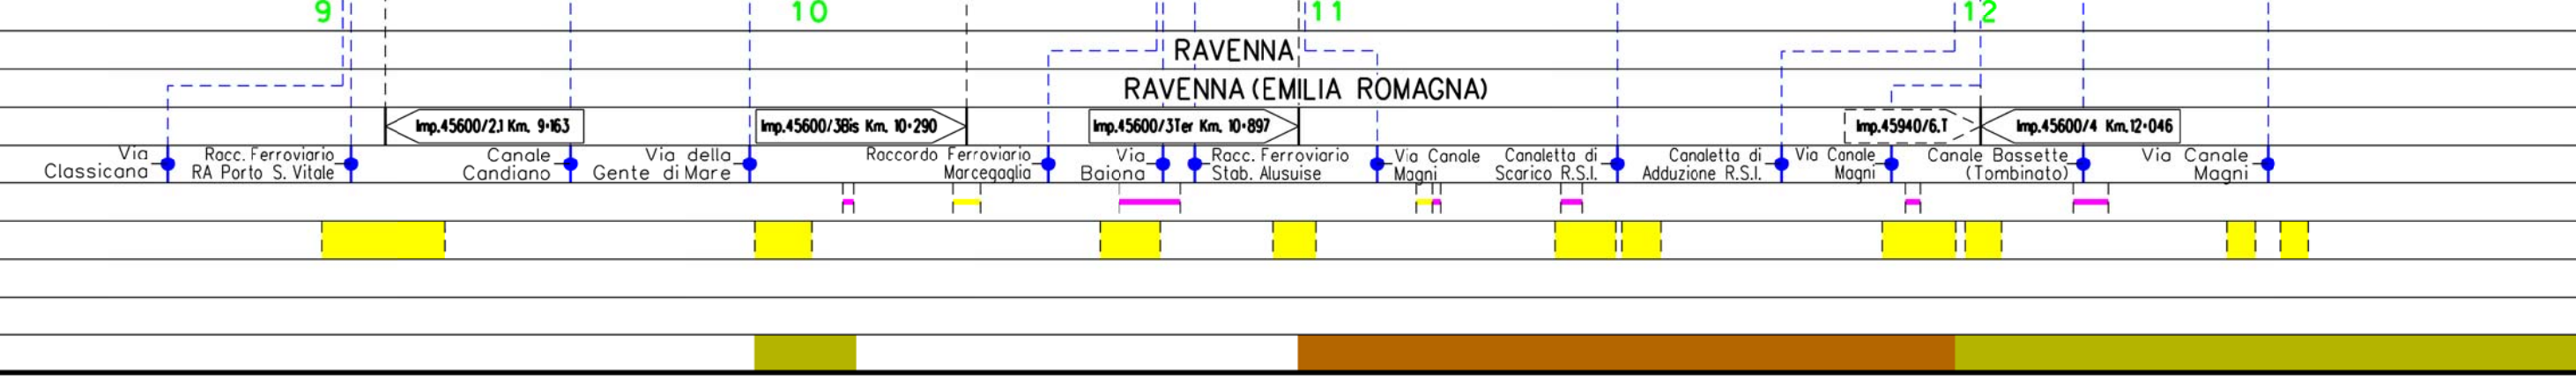 9 10 11 12
RAVENNA
RAVENNA (EMILIA ROMAGNA)
Imp.45600/2.1 Km. 9+163
Imp.45600/3Bis Km. 10+290
Imp.45600/3Ter Km. 10+897
Imp.45940/6.T
Imp.45600/4 Km.12+046
Via
Classicana
Racc. Ferroviario
RA Porto S. Vitale
Canale
Candiano
Via della
Gente di Mare
Raccordo Ferroviario
Marcegaglia
Via
Baiona
Racc. Ferroviario
Stab. Alusuise
Via Canale
Magni
Canaletta di
Scarico R.S.I.
Canaletta di
Adduzione R.S.I.
Via Canale
Magni
Canale Bassette
(Tombinato)
Via Canale
Magni